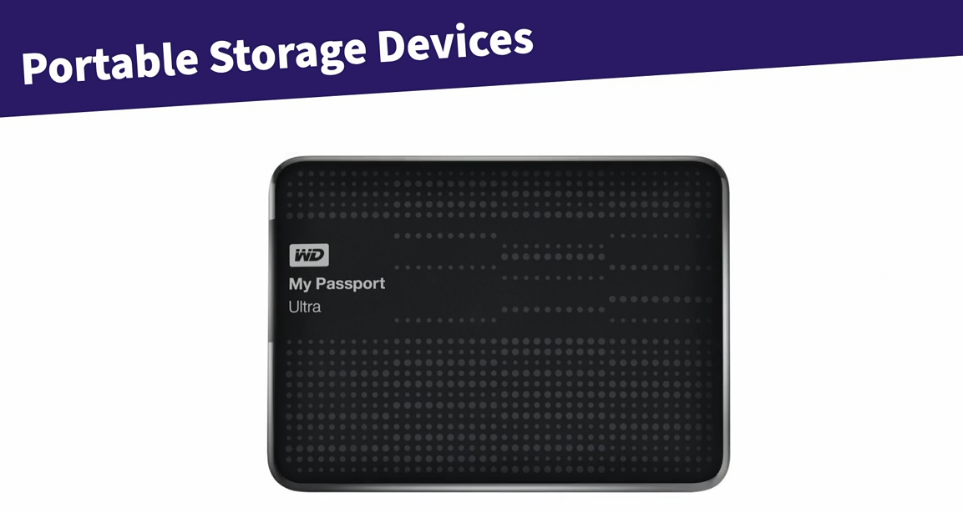 Portable Storage Devices
WD
My Passport
Ultra